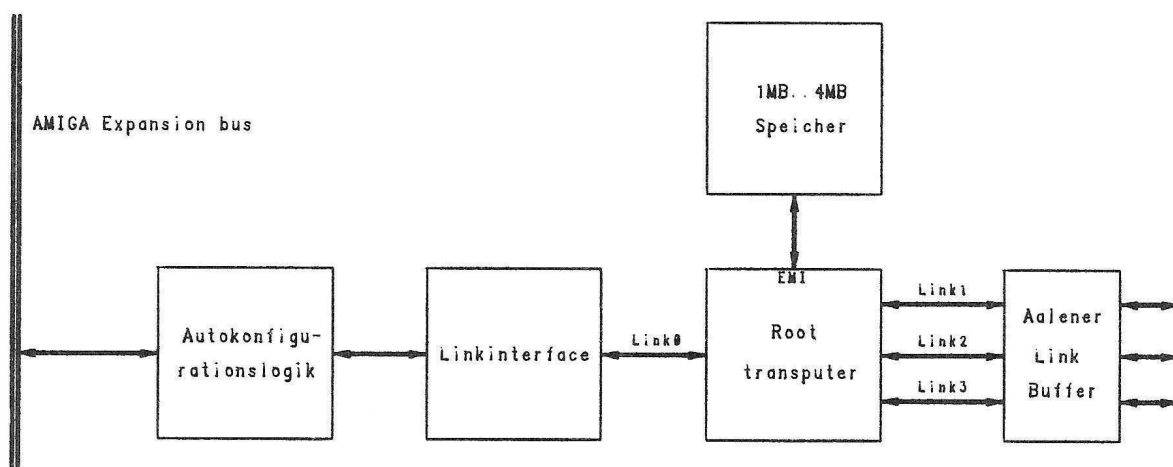 1MB..4MB
Speicher
AMIGA Expansion bus
EMI
Autokonfigu-
rationslogik
Linkinterface
Link0
Root
transputer
Link1
Link2
Link3
Aalener
Link
Buffer